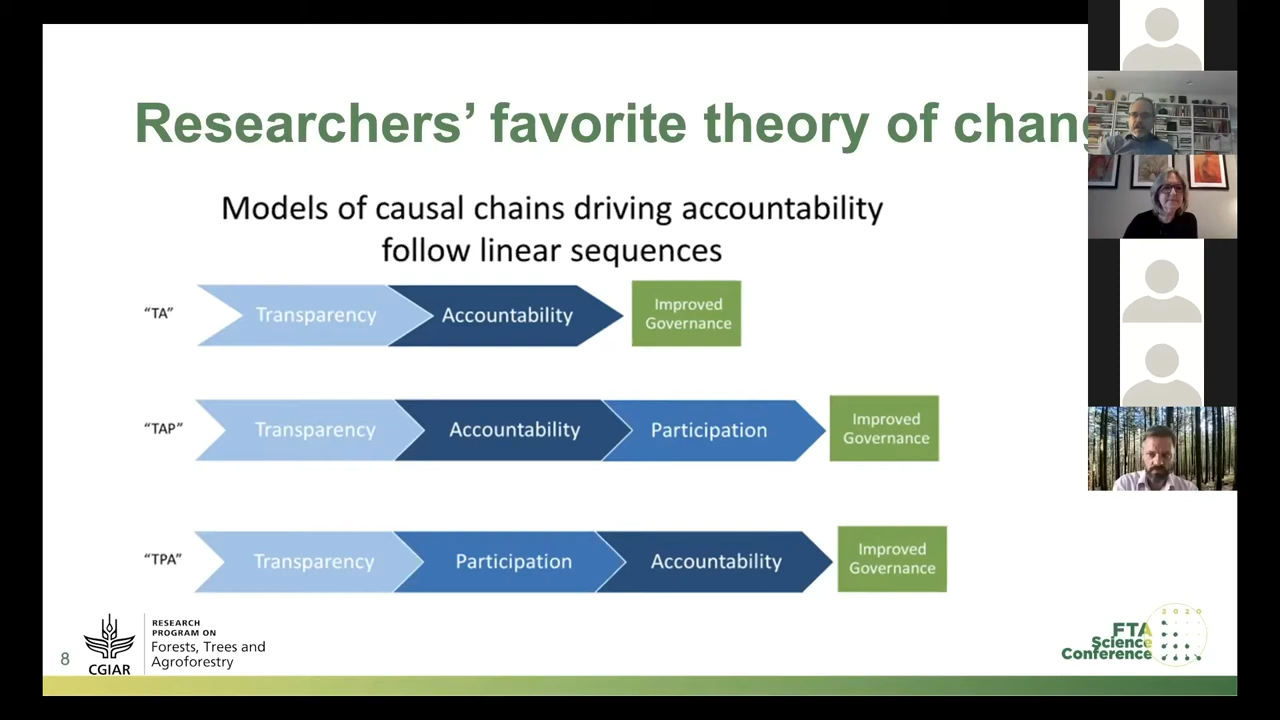 Researchers’ favorite theory of chang
Models of causal chains driving accountability
follow linear sequences
“TA”
Transparency
Accountability
Improved
Governance
“TAP”
Transparency
Accountability
Participation
Improved
Governance
“TPA”
Transparency
Participation
Accountability
Improved
Governance
8
CGIAR
RESEARCH
PROGRAM ON
Forests, Trees and
Agroforestry
2020
FTA
Science
Conference